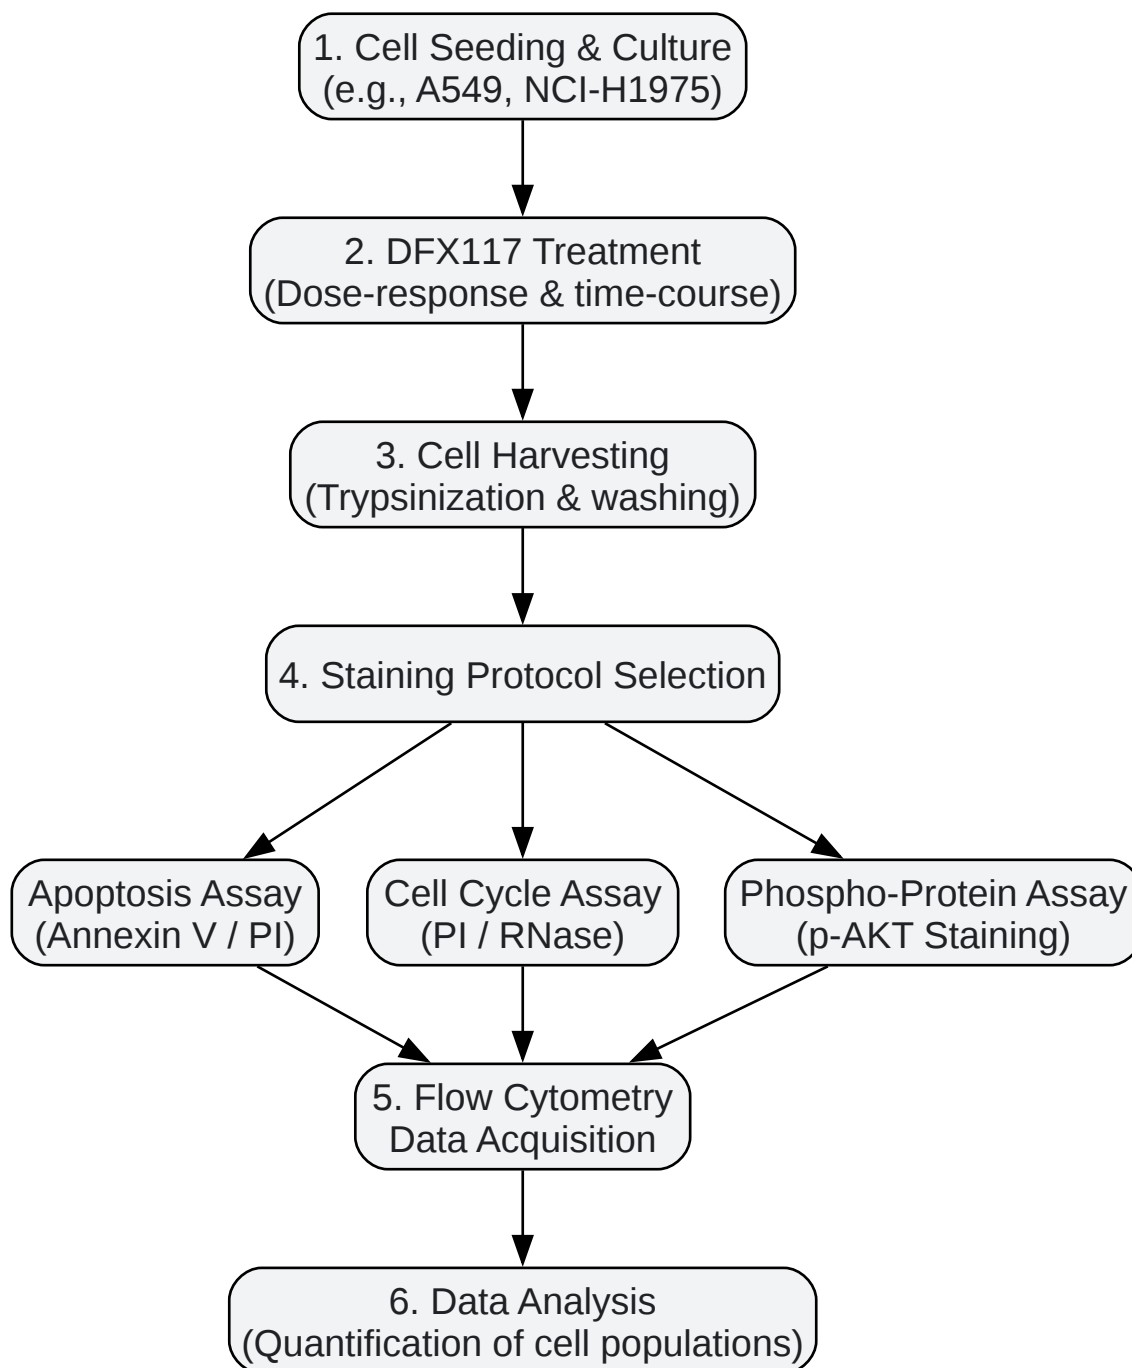 1. Cell Seeding & Culture
(e.g., A549, NCI-H1975)
2. DFX117 Treatment
(Dose-response & time-course)
3. Cell Harvesting
(Trypsinization & washing)
4. Staining Protocol Selection
Apoptosis Assay
(Annexin V / PI)
Cell Cycle Assay
(PI / RNase)
Phospho-Protein Assay
(p-AKT Staining)
5. Flow Cytometry
Data Acquisition
6. Data Analysis
(Quantification of cell populations)